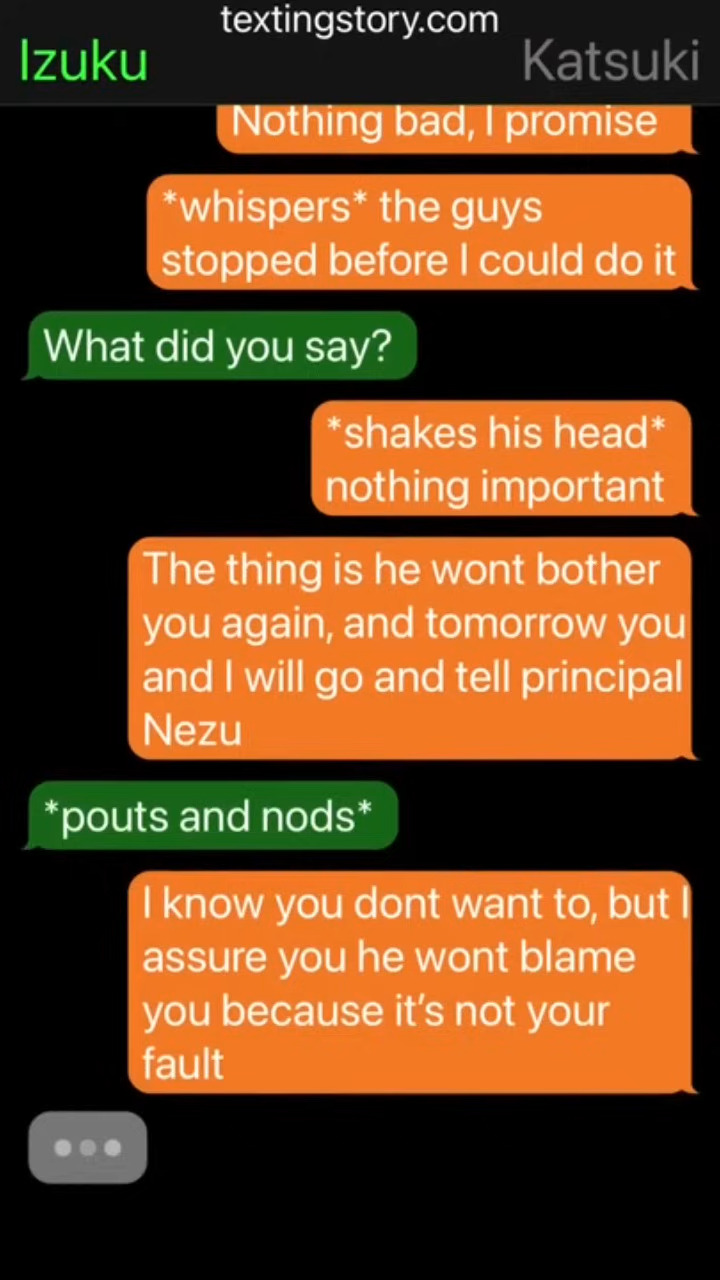 textingstory.com
Izuku
Katsuki
Nothing bad, I promise
*whispers* the guys
stopped before I could do it
What did you say?
*shakes his head*
nothing important
The thing is he wont bother
you again, and tomorrow you
and I will go and tell principal
Nezu
*pouts and nods*
I know you dont want to, but I
assure you he wont blame
you because it’s not your
fault